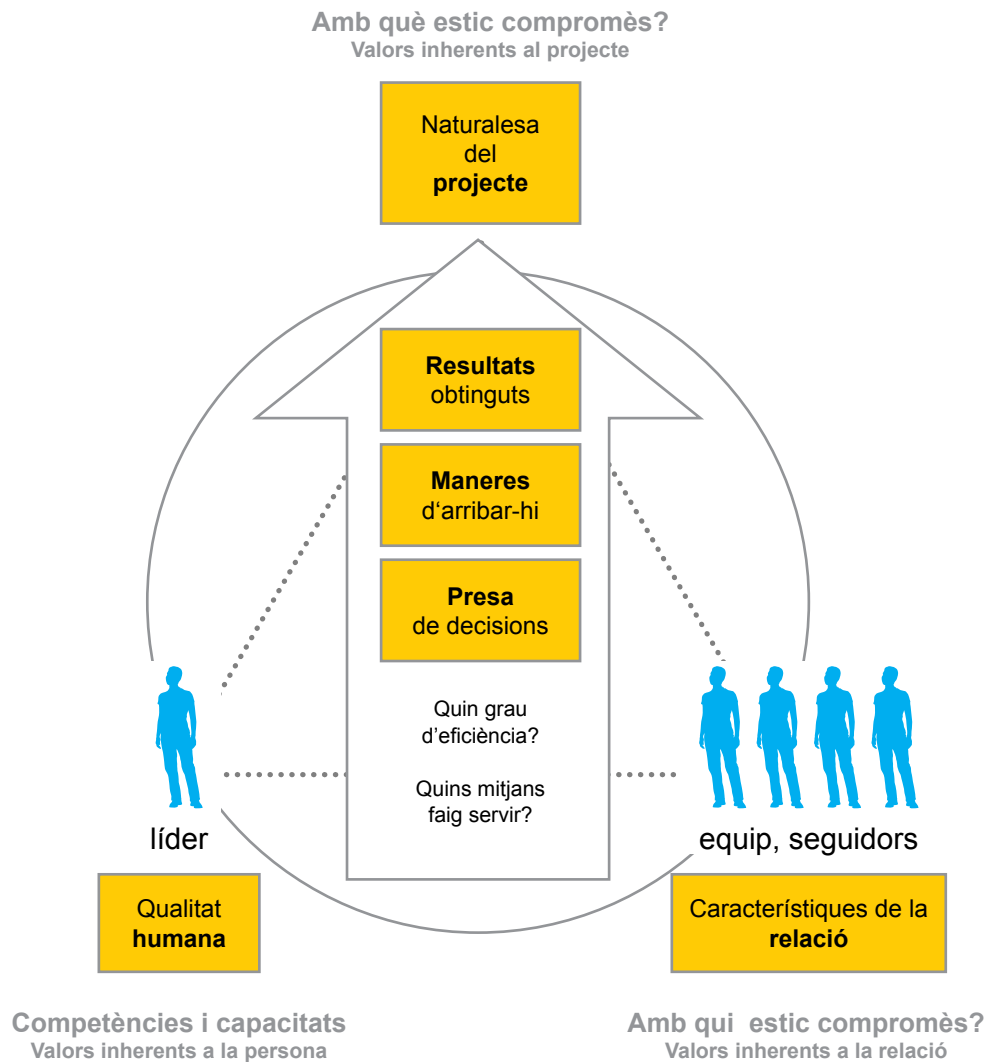 Amb què estic compromès?
Valors inherents al projecte
Naturalesa
del
projecte
Resultats
obtinguts
Maneres
d‘arribar-hi
Presa
de decisions
Quin grau
d’eficiència?
Quins mitjans
faig servir?
líder
equip, seguidors
Qualitat
humana
Característiques de la
relació
Competències i capacitats
Valors inherents a la persona
Amb qui  estic compromès?
Valors inherents a la relació